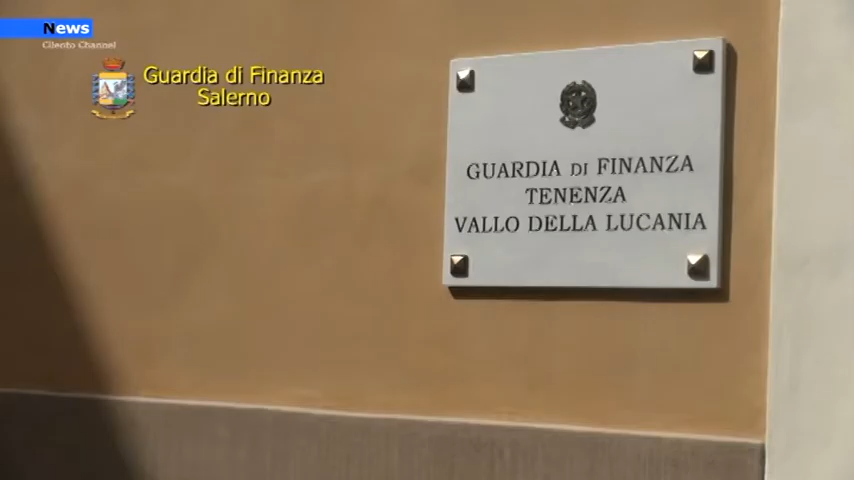 News
Cilento Channel
Guardia di Finanza
Salerno
GUARDIA DI FINANZA
TENENZA
VALLO DELLA LUCANIA